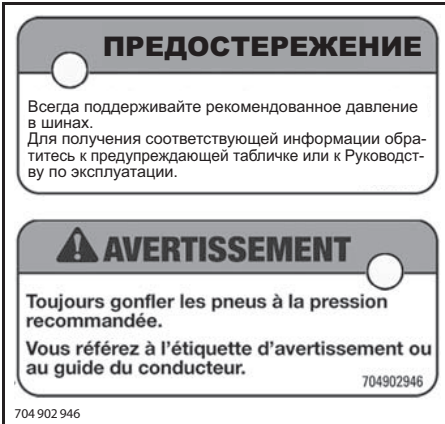 ПРЕДОСТЕРЕЖЕНИЕ
Всегда поддерживайте рекомендованное давление
в шинах.
Для получения соответствующей информации обра-
титесь к предупреждающей табличке или к Руководст-
ву по эксплуатации.
AVERTISSEMENT
Toujours gonfler les pneus à la pression
recommandée.
Vous référez à l'étiquette d'avertissement ou
au guide du conducteur.
704902946
704 902 946